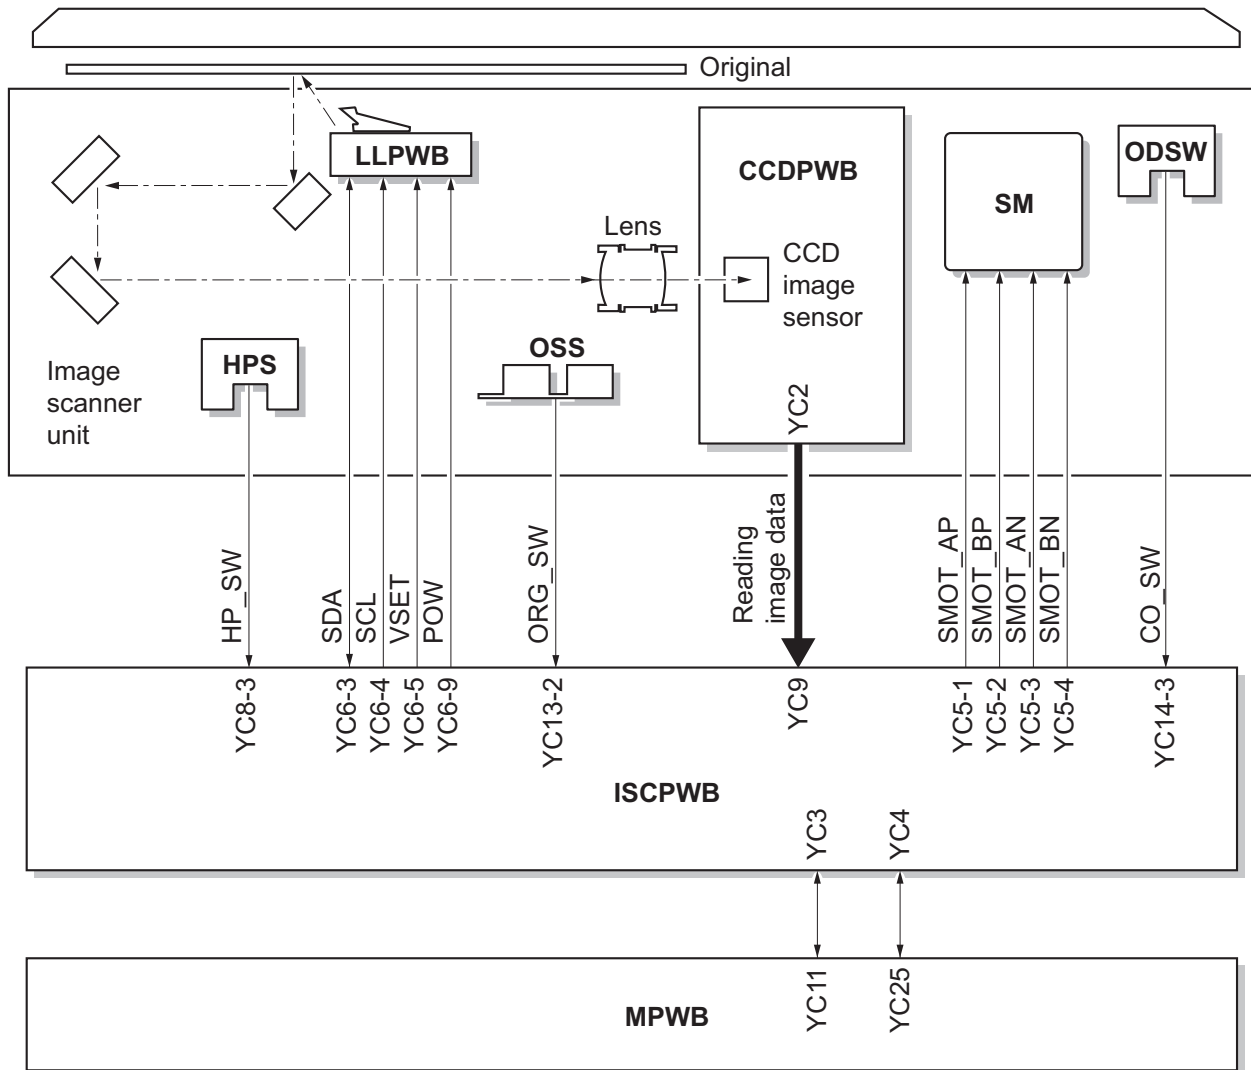 Original
LLPWB
CCDPWB
SM
ODSW
Lens
CCD
image
sensor
HPS
OSS
Image
scanner
unit
YC2
HP_SW
SDA
SCL
VSET
POW
ORG_SW
Reading
image data
SMOT_AP
SMOT_BP
SMOT_AN
SMOT_BN
CO_SW
YC8-3
YC6-3
YC6-4
YC6-5
YC6-9
YC13-2
YC9
YC5-1
YC5-2
YC5-3
YC5-4
YC14-3
ISCPWB
YC3
YC4
YC11
YC25
MPWB